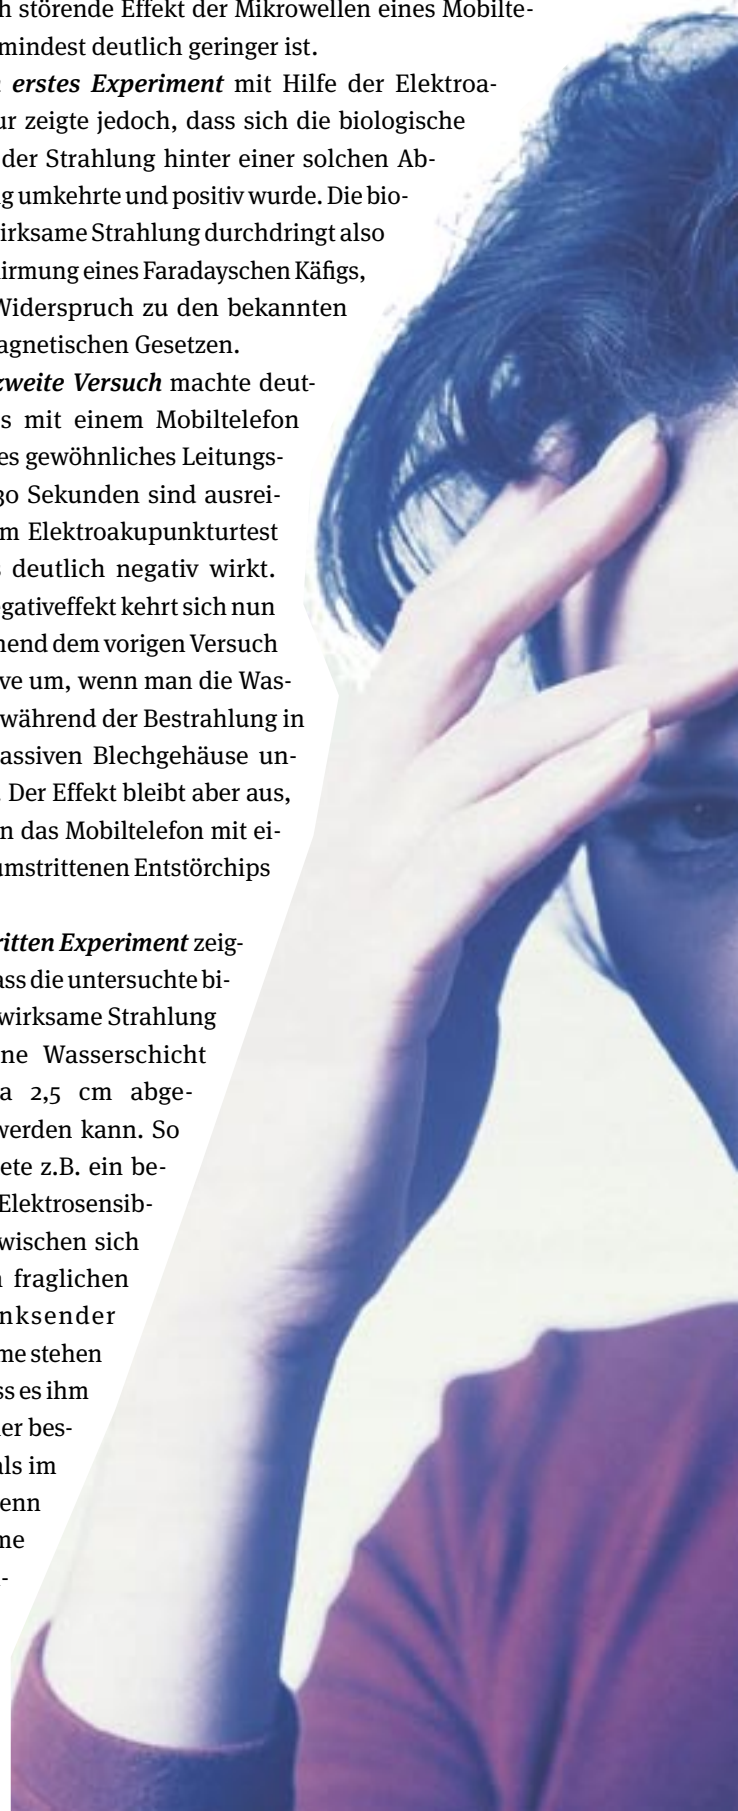 h störende Effekt der Mikrowellen eines Mobilte-
mindest deutlich geringer ist.
erstes Experiment mit Hilfe der Elektroa-
ur zeigte jedoch, dass sich die biologische
der Strahlung hinter einer solchen Ab-
g umkehrte und positiv wurde. Die bio-
irksame Strahlung durchdringt also
irmung eines Faradayschen Käfigs,
Widerspruch zu den bekannten
agnetischen Gesetzen.
zweite Versuch machte deut-
s mit einem Mobiltelefon
es gewöhnliches Leitungs-
30 Sekunden sind ausrei-
m Elektroakupunkturtest
s deutlich negativ wirkt.
gativeffekt kehrt sich nun
hend dem vorigen Versuch
ve um, wenn man die Was-
während der Bestrahlung in
assiven Blechgehäuse un-
. Der Effekt bleibt aber aus,
n das Mobiltelefon mit ei-
umstrittenen Entstörchips
ritten Experiment zeig-
ass die untersuchte bi-
wirksame Strahlung
ne Wasserschicht
a 2,5 cm abge-
werden kann. So
ete z.B. ein be-
Elektrosensib-
wischen sich
n fraglichen
nksender
me stehen
ss es ihm
er bes-
als im
enn
me
-